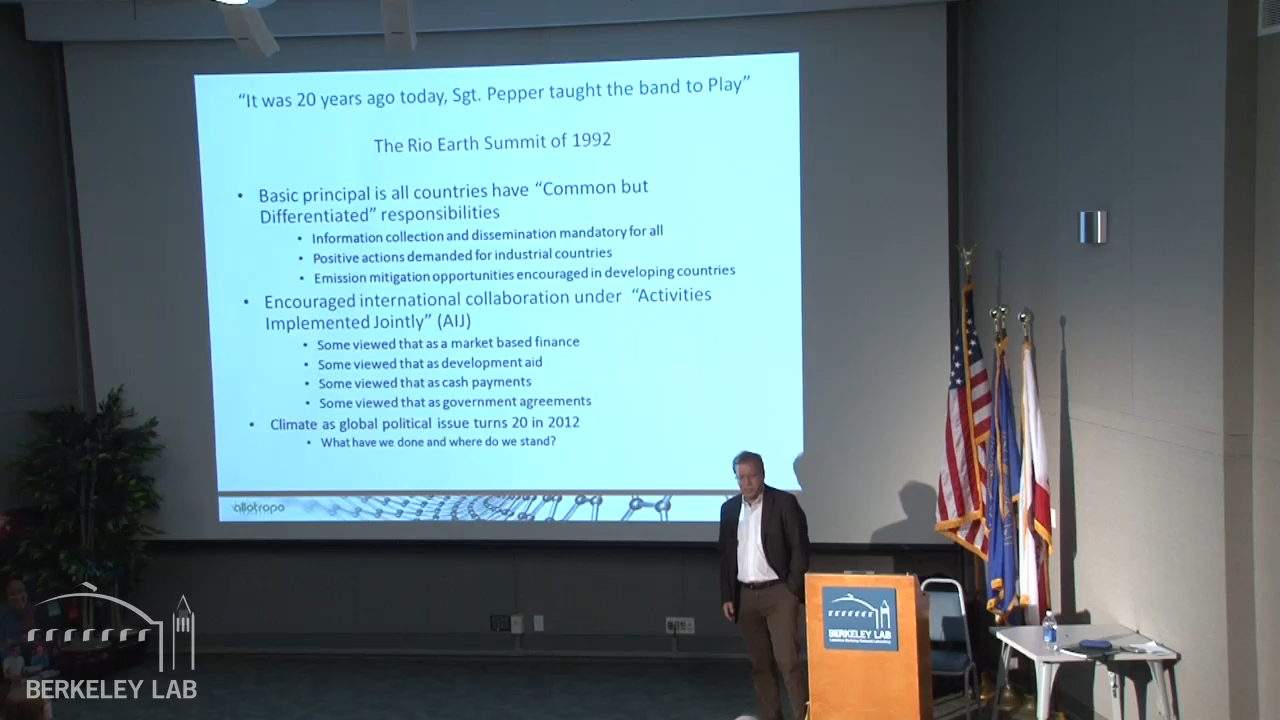 “It was 20 years ago today, Sgt. Pepper taught the band to Play”
The Rio Earth Summit of 1992
• Basic principal is all countries have “Common but
Differentiated” responsibilities
• Information collection and dissemination mandatory for all
• Positive actions demanded for industrial countries
• Emission mitigation opportunities encouraged in developing countries
• Encouraged international collaboration under “Activities
Implemented Jointly” (AIJ)
• Some viewed that as a market based finance
• Some viewed that as development aid
• Some viewed that as cash payments
• Some viewed that as government agreements
• Climate as global political issue turns 20 in 2012
• What have we done and where do we stand?
allotropo
BERKELEY LAB
Lawrence Berkeley National Laboratory
BERKELEY LAB